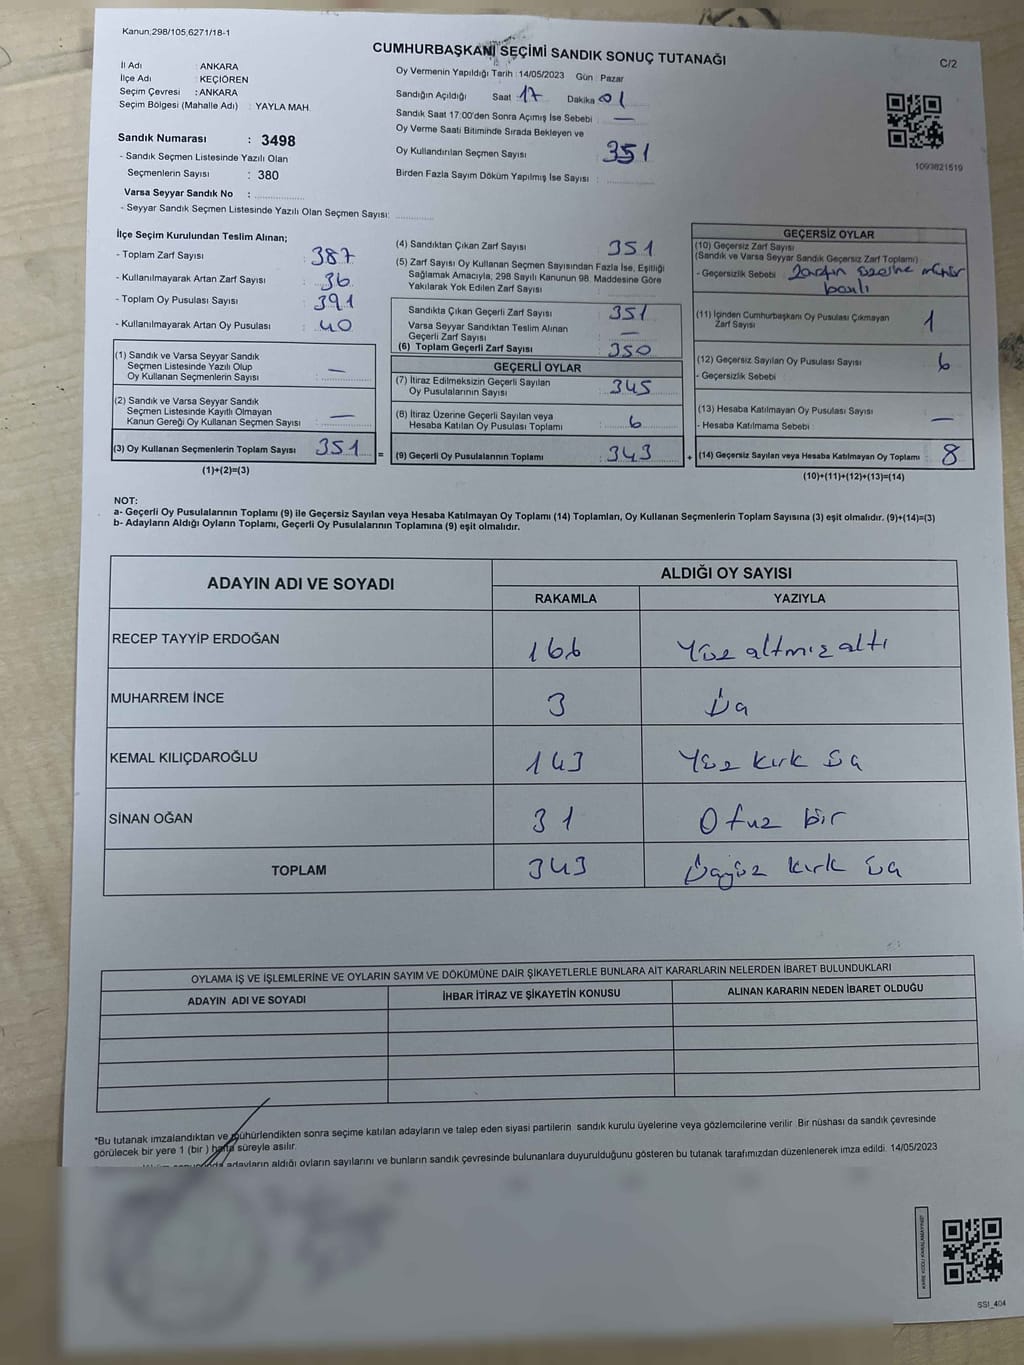 Kanun;298/105,6271/18-1
CUMHURBAŞKANI SEÇİMİ SANDIK SONUÇ TUTANAĞI
C/2
İl Adı : ANKARA
İlçe Adı : KEÇİÖREN
Seçim Çevresi : ANKARA
Seçim Bölgesi (Mahalle Adı) : YAYLA MAH.
Sandık Numarası : 3498
- Sandık Seçmen Listesinde Yazılı Olan
Seçmenlerin Sayısı : 380
Varsa Seyyar Sandık No :
- Seyyar Sandık Seçmen Listesinde Yazılı Olan Seçmen Sayısı:
Oy Vermenin Yapıldığı Tarih : 14/05/2023 Gün : Pazar
Sandığın Açıldığı Saat : 17 Dakika : 01
Sandık Saat 17:00'den Sonra Açımış İse Sebebi : —
Oy Verme Saati Bitiminde Sırada Bekleyen ve
Oy Kullandırılan Seçmen Sayısı : 351
Birden Fazla Sayım Döküm Yapılmış İse Sayısı :
1093821519
İlçe Seçim Kurulundan Teslim Alınan;
- Toplam Zarf Sayısı : 387
- Kullanılmayarak Artan Zarf Sayısı : 36
- Toplam Oy Pusulası Sayısı : 391
- Kullanılmayarak Artan Oy Pusulası : 40
(1) Sandık ve Varsa Seyyar Sandık
Seçmen Listesinde Yazılı Olup
Oy Kullanan Seçmenlerin Sayısı : —
(2) Sandık ve Varsa Seyyar Sandık
Seçmen Listesinde Kayıtlı Olmayan
Kanun Gereği Oy Kullanan Seçmen Sayısı : —
(3) Oy Kullanan Seçmenlerin Toplam Sayısı : 351 =
(1)+(2)=(3)
(4) Sandıktan Çıkan Zarf Sayısı : 351
(5) Zarf Sayısı Oy Kullanan Seçmen Sayısından Fazla İse, Eşitliği
Sağlamak Amacıyla, 298 Sayılı Kanunun 98. Maddesine Göre
Yakılarak Yok Edilen Zarf Sayısı :
Sandıkta Çıkan Geçerli Zarf Sayısı : 351
Varsa Seyyar Sandıktan Teslim Alınan
Geçerli Zarf Sayısı : —
(6) Toplam Geçerli Zarf Sayısı : 350
GEÇERLİ OYLAR
(7) İtiraz Edilmeksizin Geçerli Sayılan
Oy Pusulalarının Sayısı : 345
(8) İtiraz Üzerine Geçerli Sayılan veya
Hesaba Katılan Oy Pusulası Toplamı : 6
(9) Geçerli Oy Pusulalarının Toplamı : 343 +
GEÇERSİZ OYLAR
(10) Geçersiz Zarf Sayısı
(Sandık ve Varsa Seyyar Sandık Geçersiz Zarf Toplamı)
- Geçersizlik Sebebi : Zarfın
(11) İçinden Cumhurbaşkanı Oy Pusulası Çıkmayan
Zarf Sayısı : 1
(12) Geçersiz Sayılan Oy Pusulası Sayısı : 6
- Geçersizlik Sebebi :
(13) Hesaba Katılmayan Oy Pusulası Sayısı : —
- Hesaba Katılmama Sebebi :
(14) Geçersiz Sayılan veya Hesaba Katılmayan Oy Toplamı : 8
(10)+(11)+(12)+(13)=(14)
NOT:
a- Geçerli Oy Pusulalarının Toplamı (9) ile Geçersiz Sayılan veya Hesaba Katılmayan Oy Toplamı (14) Toplamları, Oy Kullanan Seçmenlerin Toplam Sayısına (3) eşit olmalıdır. (9)+(14)=(3)
b- Adayların Aldığı Oyların Toplamı, Geçerli Oy Pusulalarının Toplamına (9) eşit olmalıdır.
ADAYIN ADI VE SOYADI
ALDIĞI OY SAYISI
RAKAMLA YAZIYLA
RECEP TAYYİP ERDOĞAN 166 Yüz altmış altı
MUHARREM İNCE 3 Üç
KEMAL KILIÇDAROĞLU 143 Yüz kırk üç
SİNAN OĞAN 31 Otuz bir
TOPLAM 343 Üçyüz kırk üç
OYLAMA İŞ VE İŞLEMLERİNE VE OYLARIN SAYIM VE DÖKÜMÜNE DAİR ŞİKAYETLERLE BUNLARA AİT KARARLARIN NELERDEN İBARET BULUNDUKLARI
ADAYIN ADI VE SOYADI İHBAR İTİRAZ VE ŞİKAYETİN KONUSU ALINAN KARARIN NEDEN İBARET OLDUĞU
*Bu tutanak imzalandıktan ve mühürlendikten sonra seçime katılan adayların ve talep eden siyasi partilerin sandık kurulu üyelerine veya gözlemcilerine verilir. Bir nüshası da sandık çevresinde
görülecek bir yere 1 (bir) hafta süreyle asılır.
adayların aldığı oyların sayılarını ve bunların sandık çevresinde bulunanlara duyurulduğunu gösteren bu tutanak tarafımızdan düzenlenerek imza edildi. 14/05/2023
KARE KODU KARALAMAYINIZ!
SSI_404